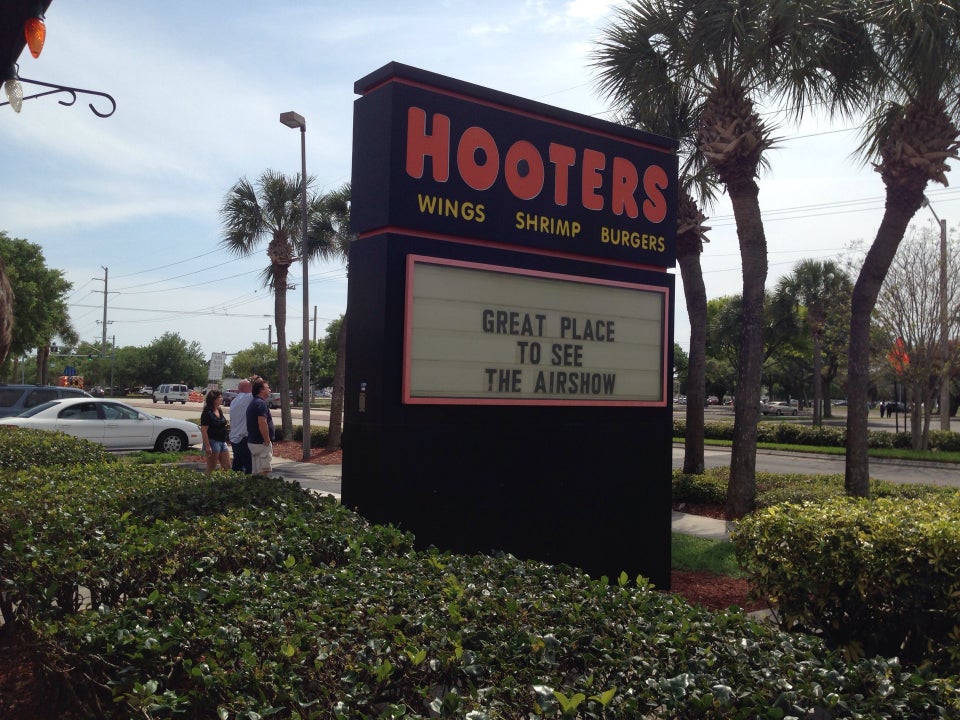 HOOTERS
WINGS SHRIMP BURGERS
GREAT PLACE
TO SEE
THE AIRSHOW